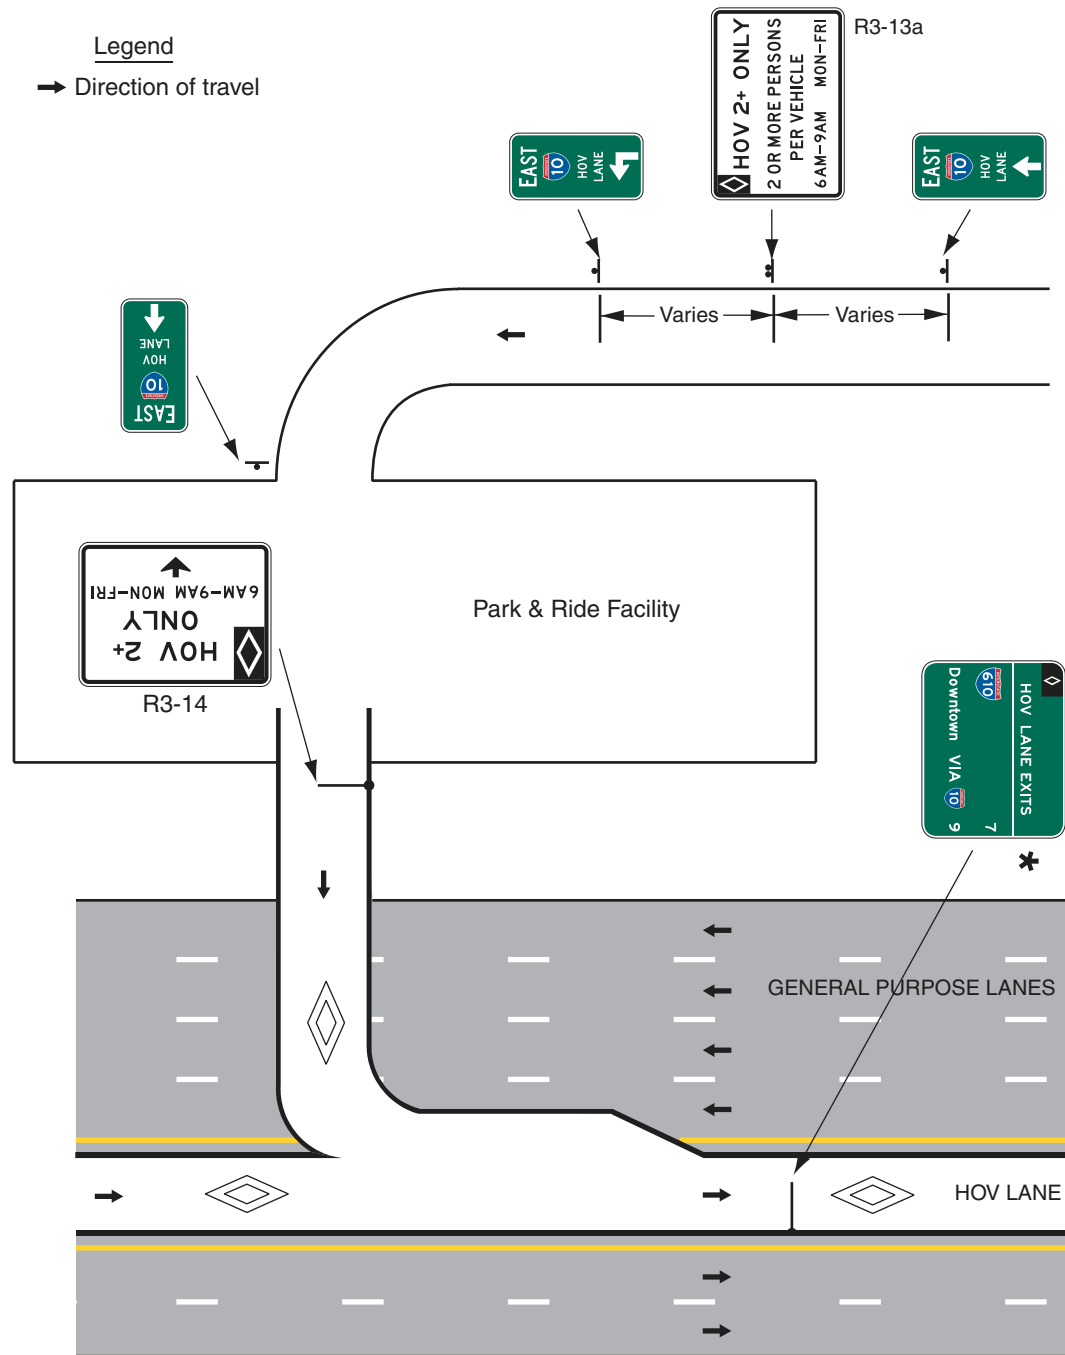 Legend
Direction of travel
R3-13a
HOV 2+ ONLY
2 OR MORE PERSONS
PER VEHICLE
6AM–9AM MON–FRI
EAST
10
HOV
LANE
EAST
10
HOV
LANE
Varies
Varies
EAST
10
HOV
LANE
HOV 2+
ONLY
6AM–9AM MON–FRI
R3-14
Park & Ride Facility
HOV LANE EXITS
610 7
Downtown VIA 10 9
*
GENERAL PURPOSE LANES
HOV LANE